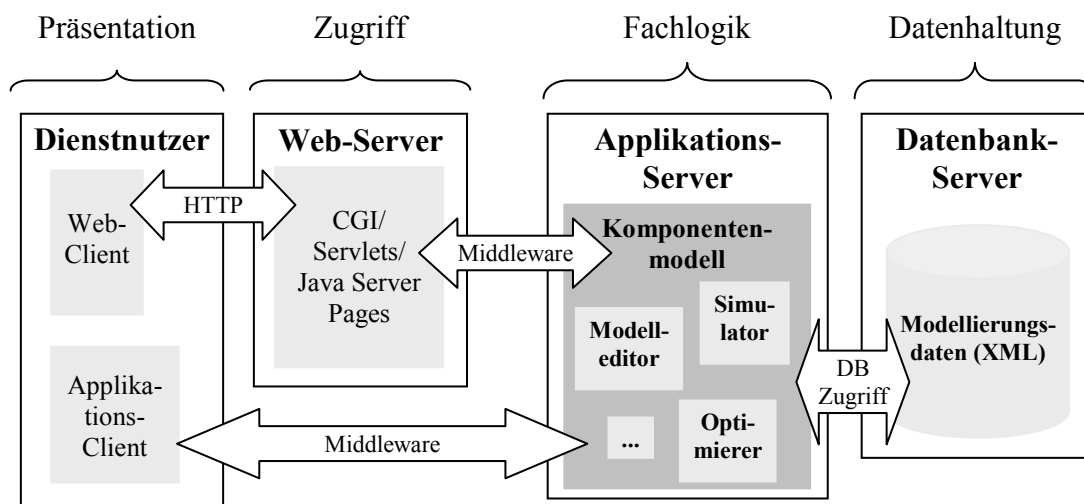 Präsentation
Zugriff
Fachlogik
Datenhaltung
Dienstnutzer
Web-
Client
Applika-
tions-
Client
HTTP
Web-Server
CGI/
Servlets/
Java Server
Pages
Middleware
Middleware
Applikations-
Server
Komponenten-
modell
Modell-
editor
Simu-
lator
...
Opti-
mierer
DB
Zugriff
Datenbank-
Server
Modellierungs-
daten (XML)